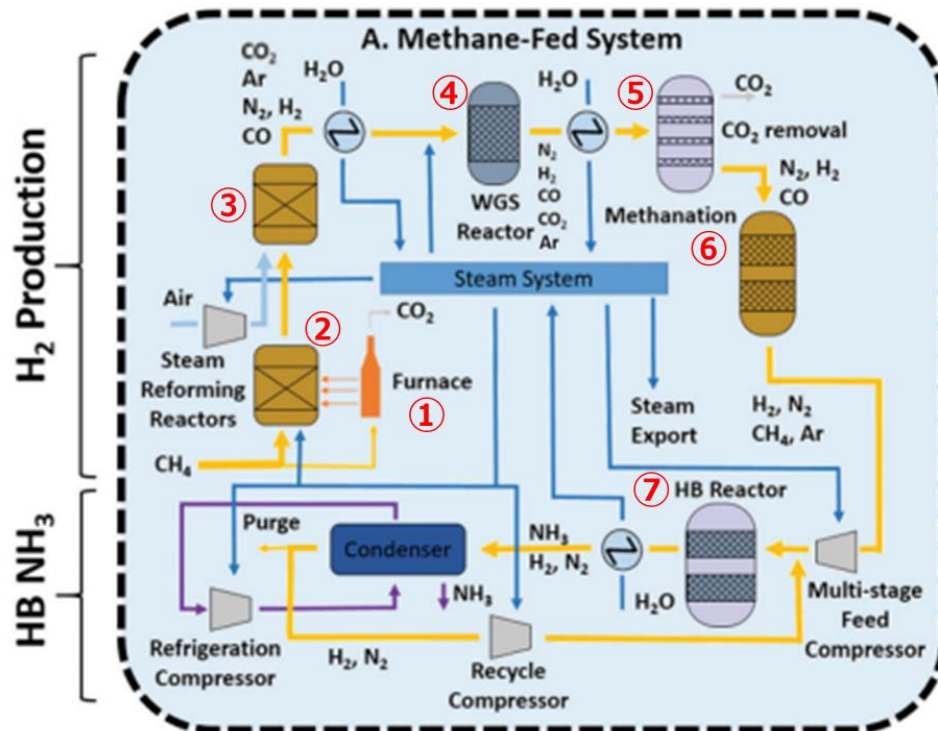 A. Methane-Fed System
H₂ Production
HB NH₃
CO₂
Ar
N₂, H₂
CO
H₂O
④
WGS
Reactor
N₂
H₂
CO
CO₂
Ar
H₂O
⑤
CO₂
CO₂ removal
Methanation
N₂, H₂
CO
⑥
③
Steam System
Air
②
CO₂
Steam
Reforming
Reactors
Furnace
①
CH₄
Steam
Export
H₂, N₂
CH₄, Ar
⑦
HB Reactor
Purge
Condenser
NH₃
H₂, N₂
NH₃
H₂O
Multi-stage
Feed
Compressor
Refrigeration
Compressor
H₂, N₂
Recycle
Compressor